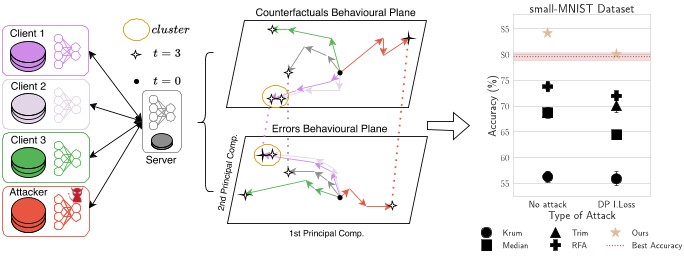 Client 1
Client 2
Client 3
Attacker
Server
cluster
t = 3
t = 0
Counterfactuals Behavioural Plane
Errors Behavioural Plane
2nd Principal Comp.
1st Principal Comp.
small-MNIST Dataset
Accuracy (%)
85
80
75
70
65
60
55
No attack
DP I.Loss
Type of Attack
Krum
Trim
Ours
Median
RFA
Best Accuracy